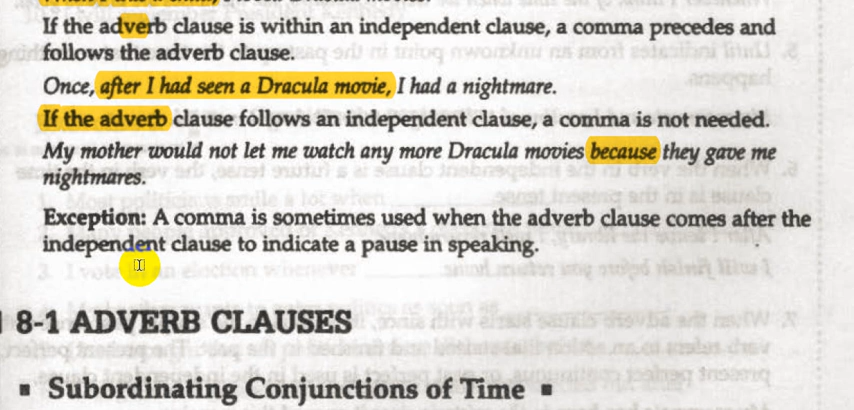 If the adverb clause is within an independent clause, a comma precedes and
follows the adverb clause.
Once, after I had seen a Dracula movie, I had a nightmare.
If the adverb clause follows an independent clause, a comma is not needed.
My mother would not let me watch any more Dracula movies because they gave me
nightmares.
Exception: A comma is sometimes used when the adverb clause comes after the
independent clause to indicate a pause in speaking.
8-1 ADVERB CLAUSES
▪ Subordinating Conjunctions of Time ▪